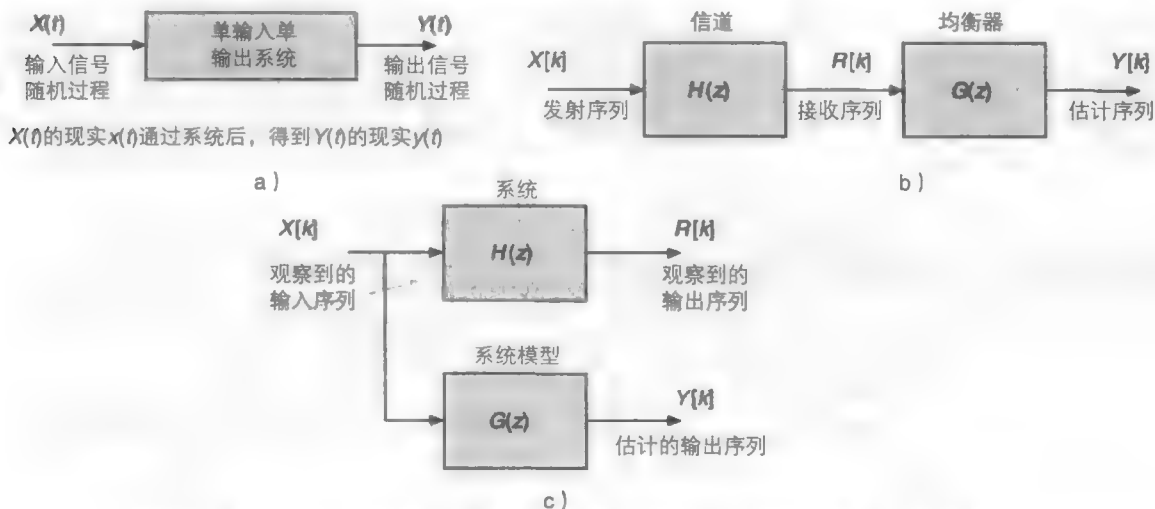 X(t)
单输入单
输出系统
Y(t)
输入信号
随机过程
输出信号
随机过程
X(t)的现实x(t)通过系统后，得到Y(t)的现实y(t)
a）
信道
均衡器
X[k]
H(z)
R[k]
G(z)
Y[k]
发射序列
接收序列
估计序列
b）
系统
X[k]
H(z)
R[k]
观察到的
输入序列
观察到的
输出序列
系统模型
G(z)
Y[k]
估计的输出序列
c）